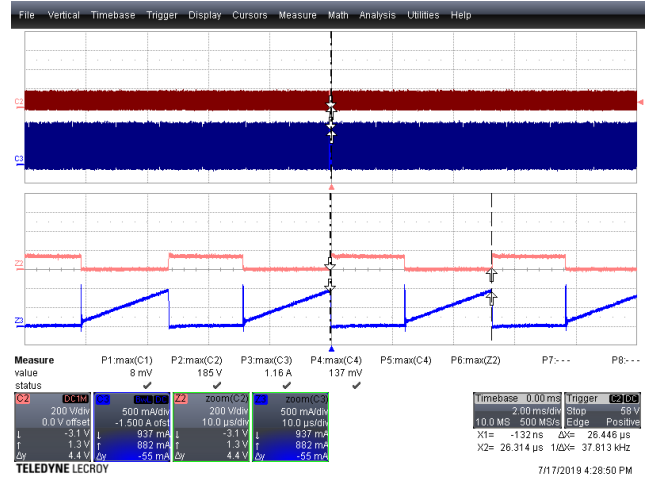 File Vertical Timebase Trigger Display Cursors Measure Math Analysis Utilities Help
C2
C3
Z2
Z3
Measure P1:max(C1) P2:max(C2) P3:max(C3) P4:max(C4) P5:max(C4) P6:max(Z2) P7:- - - P8:- - -
value 8 mV 185 V 1.16 A 137 mV
status
C2 DC1M Z2 zoom(C2) zoom(C3) Timebase 0.00 ms Trigger C2 DC
200 V/div 500 mA/div 200 V/div 500 mA/div 2.00 ms/div Stop 58 V
0.0 V offset -1.500 A ofst 10.0 µs/div 10.0 µs/div 10.0 MS 500 MS/s Edge Positive
-3.1 V 937 mA -3.1 V 937 mA X1= -132 ns ΔX= 26.446 µs
1.3 V 882 mA 1.3 V 882 mA X2= 26.314 µs 1/ΔX= 37.813 kHz
Δy 4.4 V Δy -55 mA Δy 4.4 V Δy -55 mA
TELEDYNE LECROY 7/17/2019 4:28:50 PM